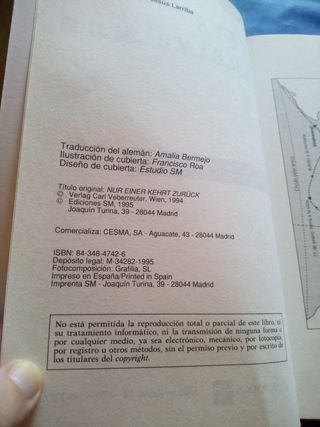 Jesús Larriba
Traducción del alemán: Amalia Bermejo
Ilustración de cubierta: Francisco Roa
Diseño de cubierta: Estudio SM
Título original: NUR EINER KEHRT ZURÜCK
© Verlag Carl Veberreuter, Wien, 1994
© Ediciones SM, 1995
Joaquín Turina, 39 - 28044 Madrid
Comercializa: CESMA, SA - Aguacate, 43 - 28044 Madrid
ISBN: 84-348-4742-6
Depósito legal: M-34282-1995
Fotocomposición: Grafilia, SL
Impreso en España/Printed in Spain
Imprenta SM - Joaquín Turina, 39 - 28044 Madrid
No está permitida la reproducción total o parcial de este libro, ni
su tratamiento informático, ni la transmisión de ninguna forma o
por cualquier medio, ya sea electrónico, mecánico, por fotocopia,
por registro u otros métodos, sin el permiso previo y por escrito de
los titulares del copyright.